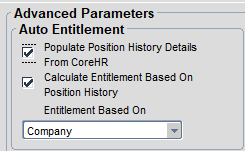 Advanced Parameters
Auto Entitlement
Populate Position History Details
From CoreHR
Calculate Entitlement Based On
Position History
Entitlement Based On
Company